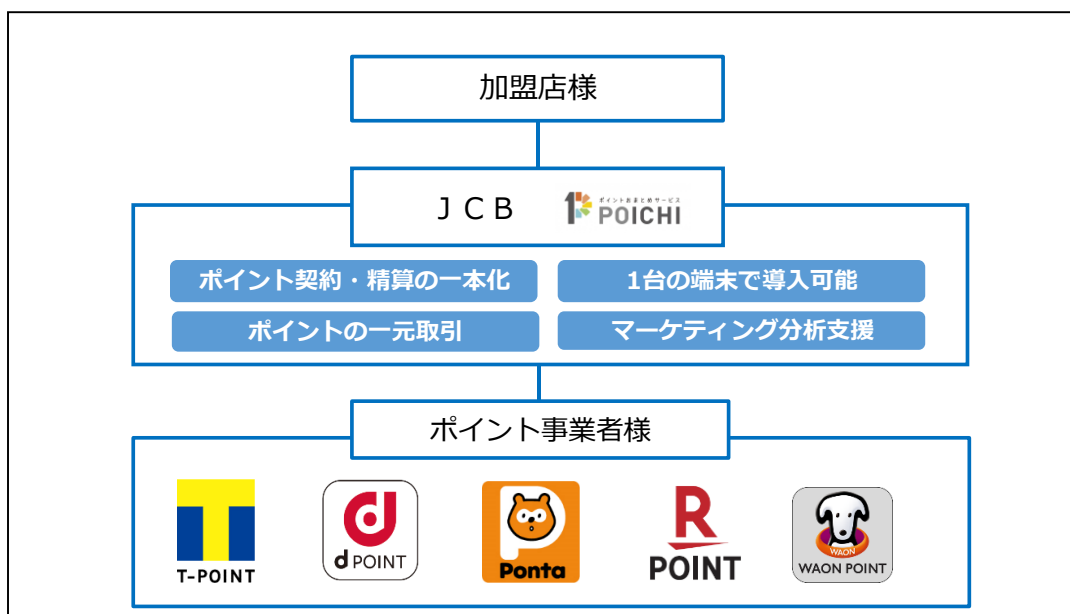 加盟店様
ＪＣＢ
ポイントおまとめサービス
POICHI
ポイント契約・精算の一本化
1台の端末で導入可能
ポイントの一元取引
マーケティング分析支援
ポイント事業者様
T-POINT
d POINT
Ponta
R
POINT
WAON
WAON POINT